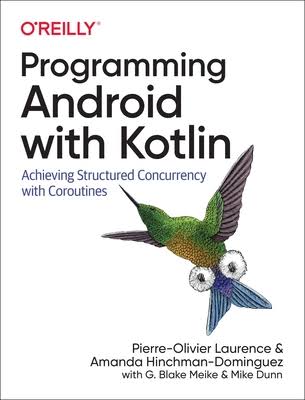 O'REILLY
Programming
Android
with Kotlin
Achieving Structured Concurrency
with Coroutines
Pierre-Olivier Laurence &
Amanda Hinchman-Dominguez
with G. Blake Meike & Mike Dunn